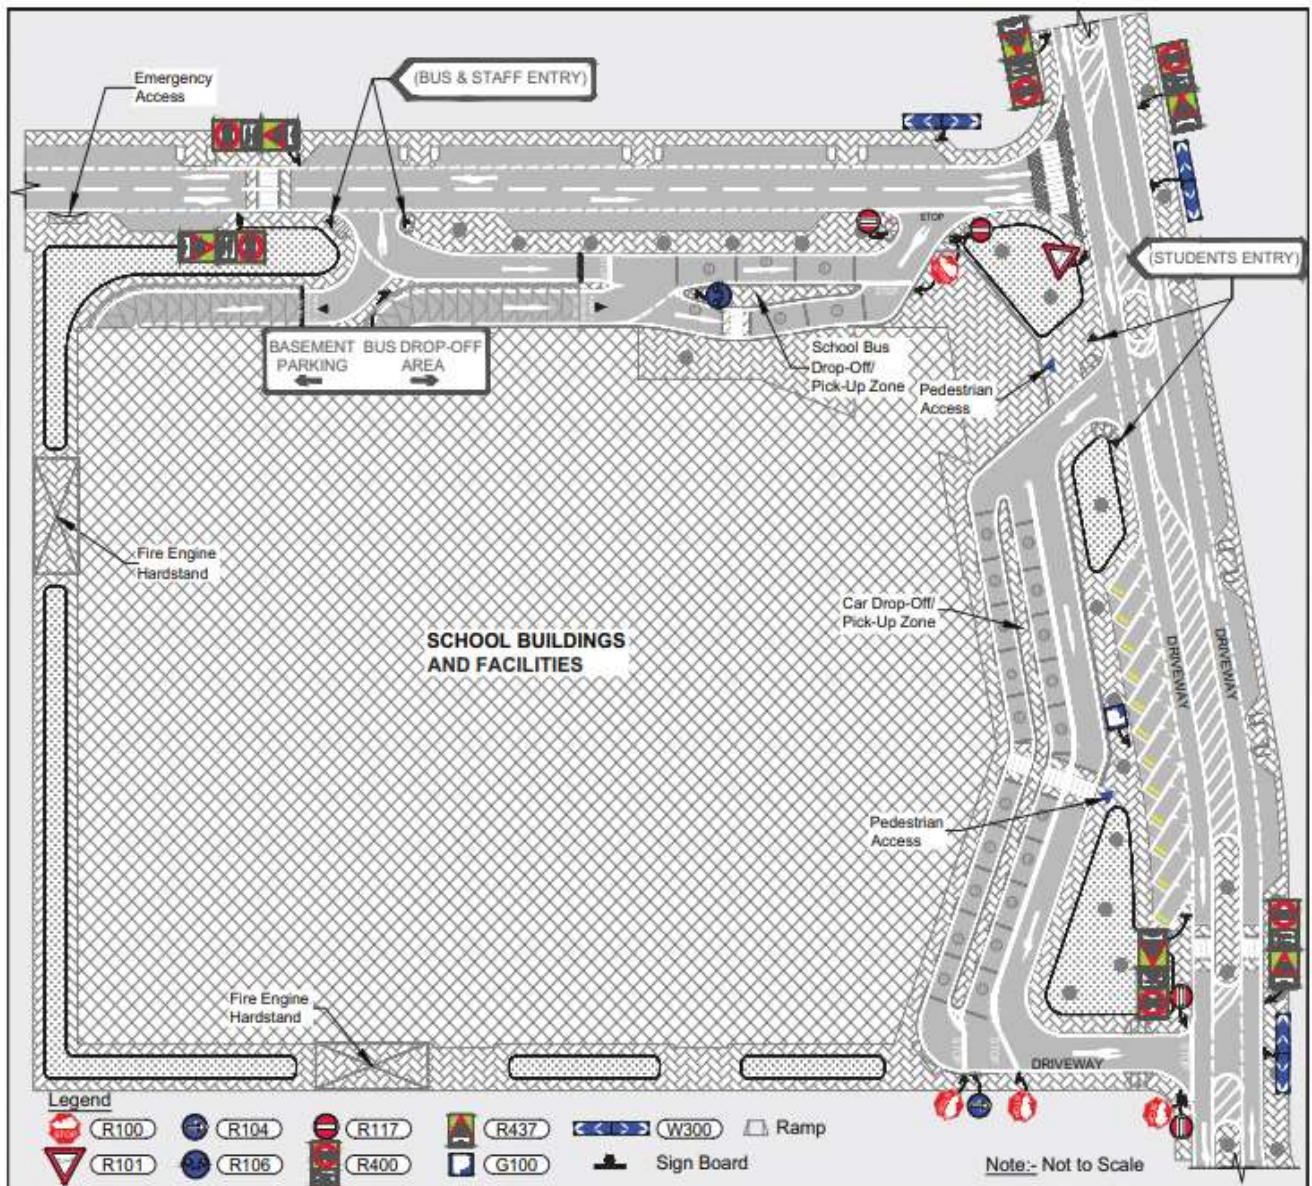 Emergency
Access
(BUS & STAFF ENTRY)
STOP
(STUDENTS ENTRY)
BASEMENT
PARKING
BUS DROP-OFF
AREA
School Bus
Drop-Off/
Pick-Up Zone
Pedestrian
Access
Fire Engine
Hardstand
Car Drop-Off/
Pick-Up Zone
SCHOOL BUILDINGS
AND FACILITIES
DRIVEWAY
DRIVEWAY
Pedestrian
Access
Fire Engine
Hardstand
DRIVEWAY
Legend
STOP
R100
R104
R117
R437
W300
Ramp
R101
R106
R400
G100
Sign Board
Note:- Not to Scale